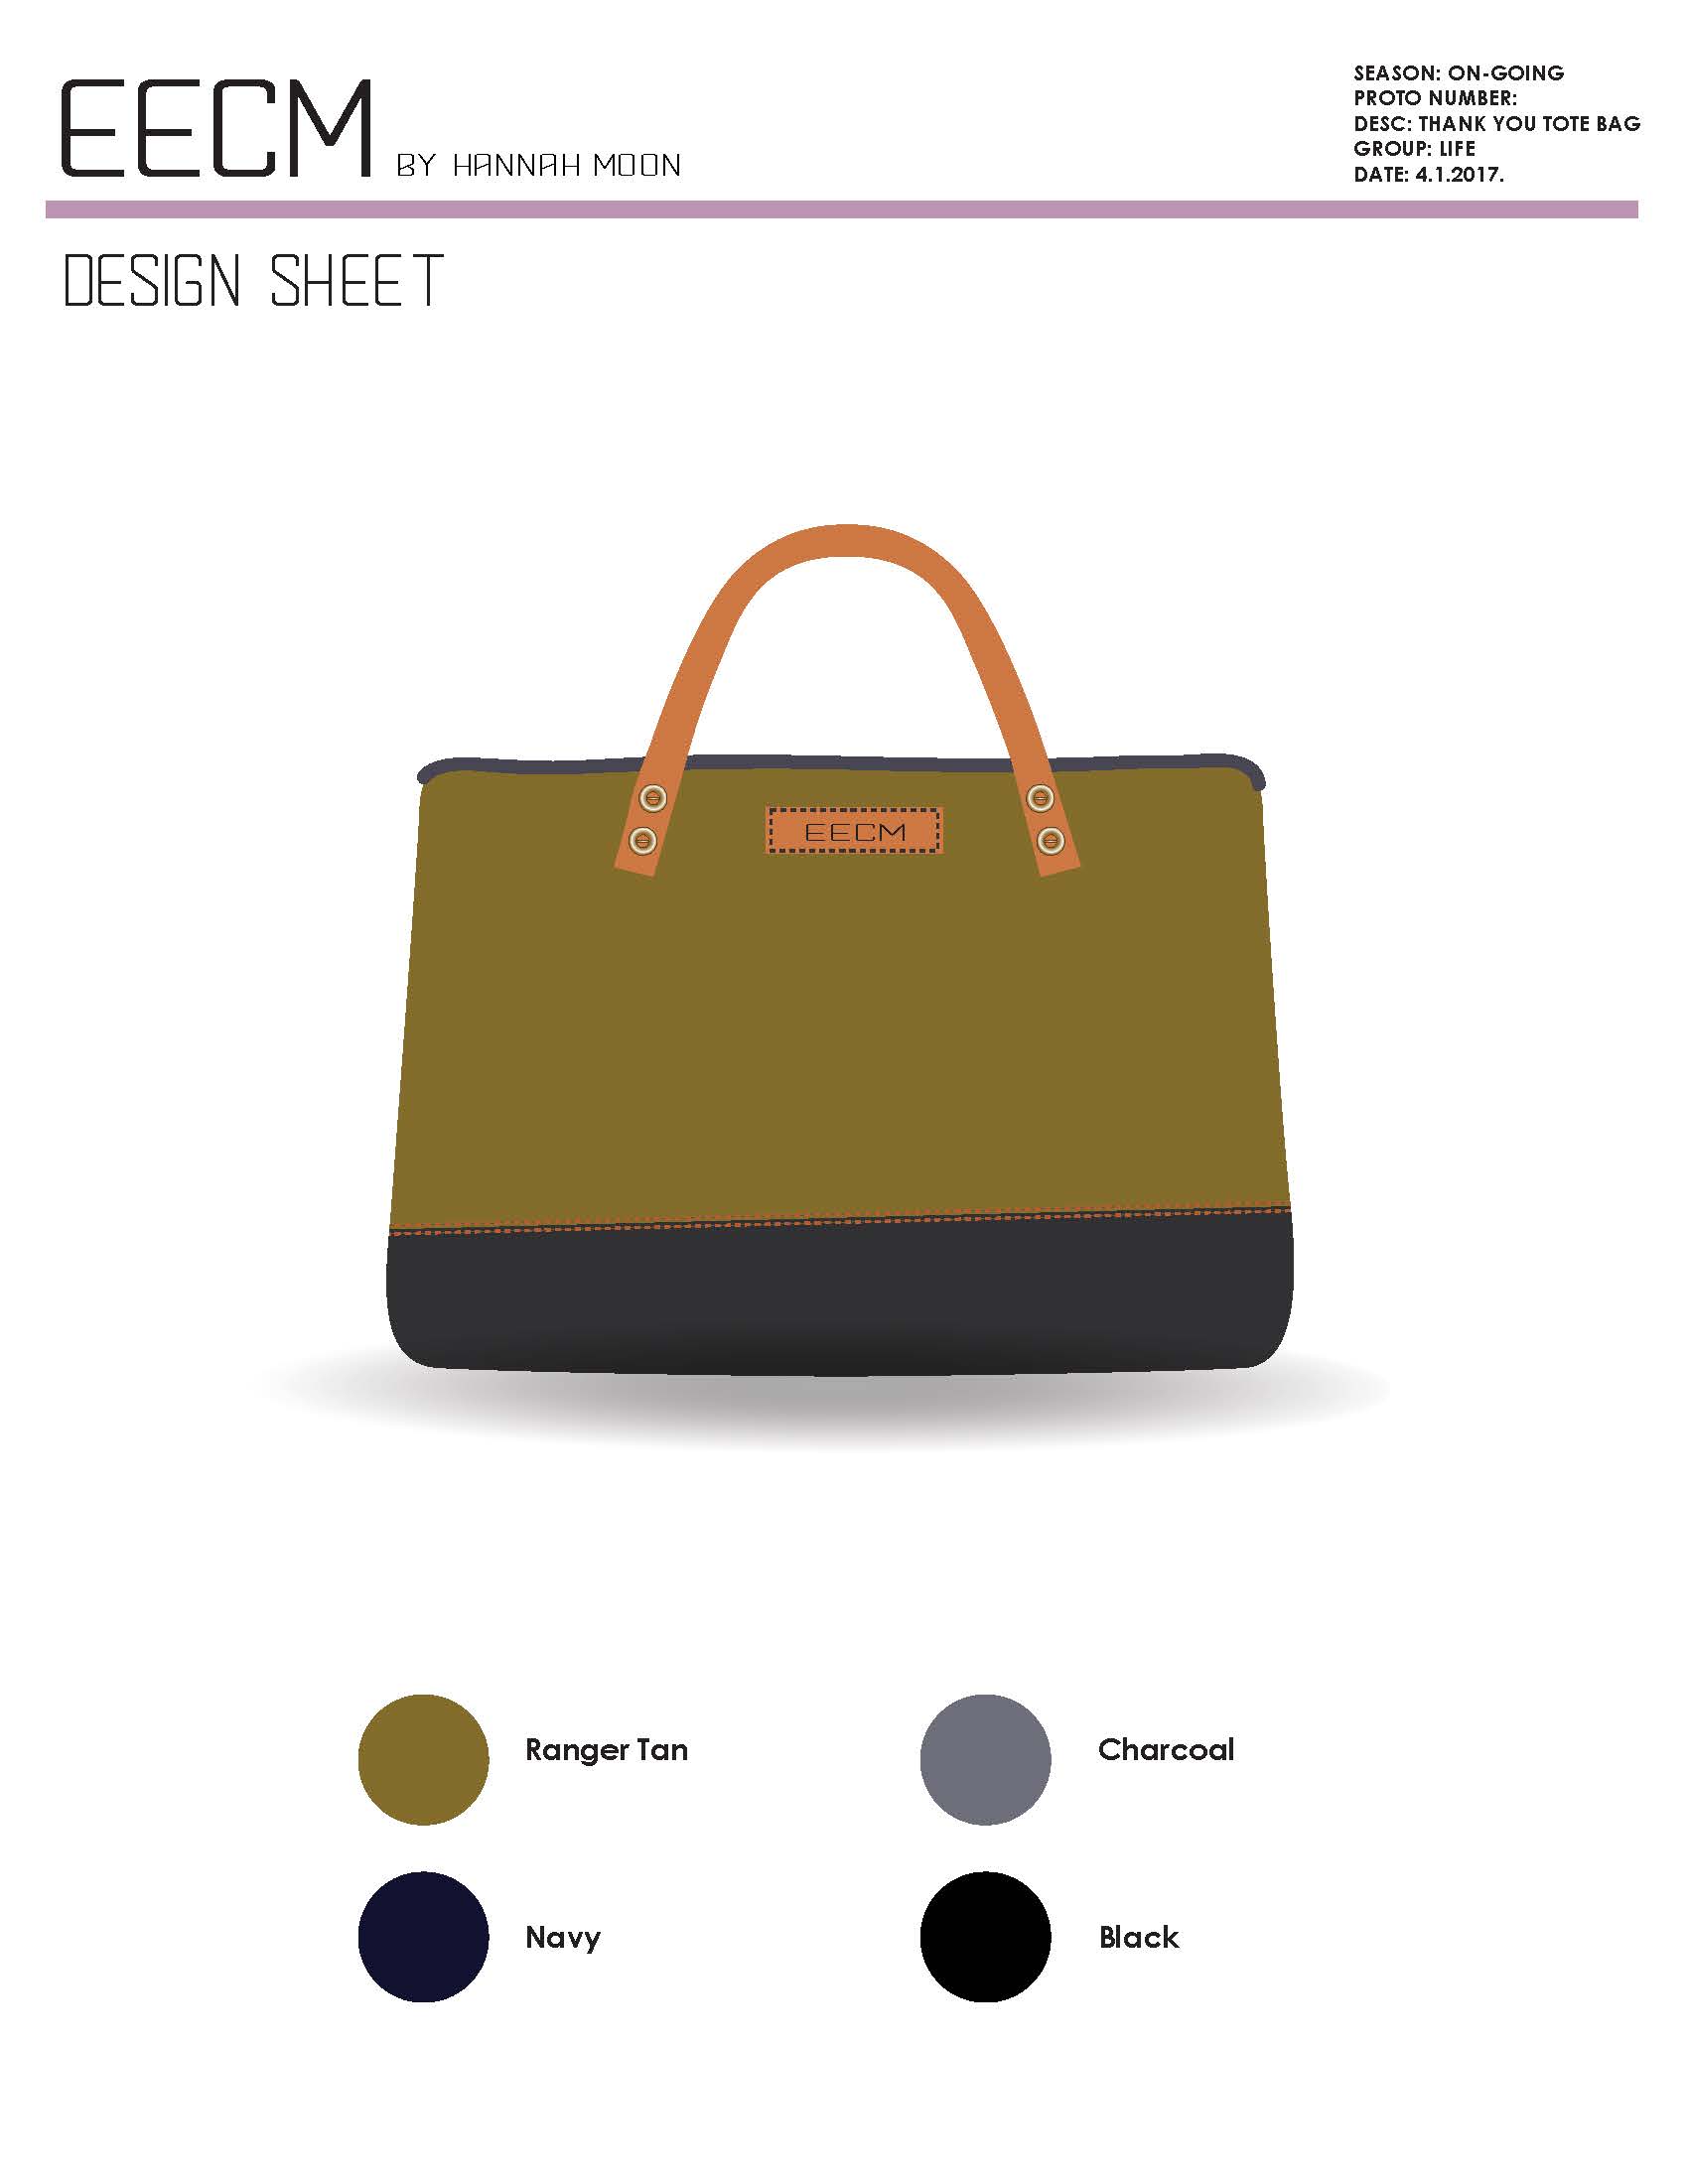 EECM BY HANNAH MOON
SEASON: ON-GOING
PROTO NUMBER:
DESC: THANK YOU TOTE BAG
GROUP: LIFE
DATE: 4.1.2017.
DESIGN SHEET
EECM
Ranger Tan
Charcoal
Navy
Black